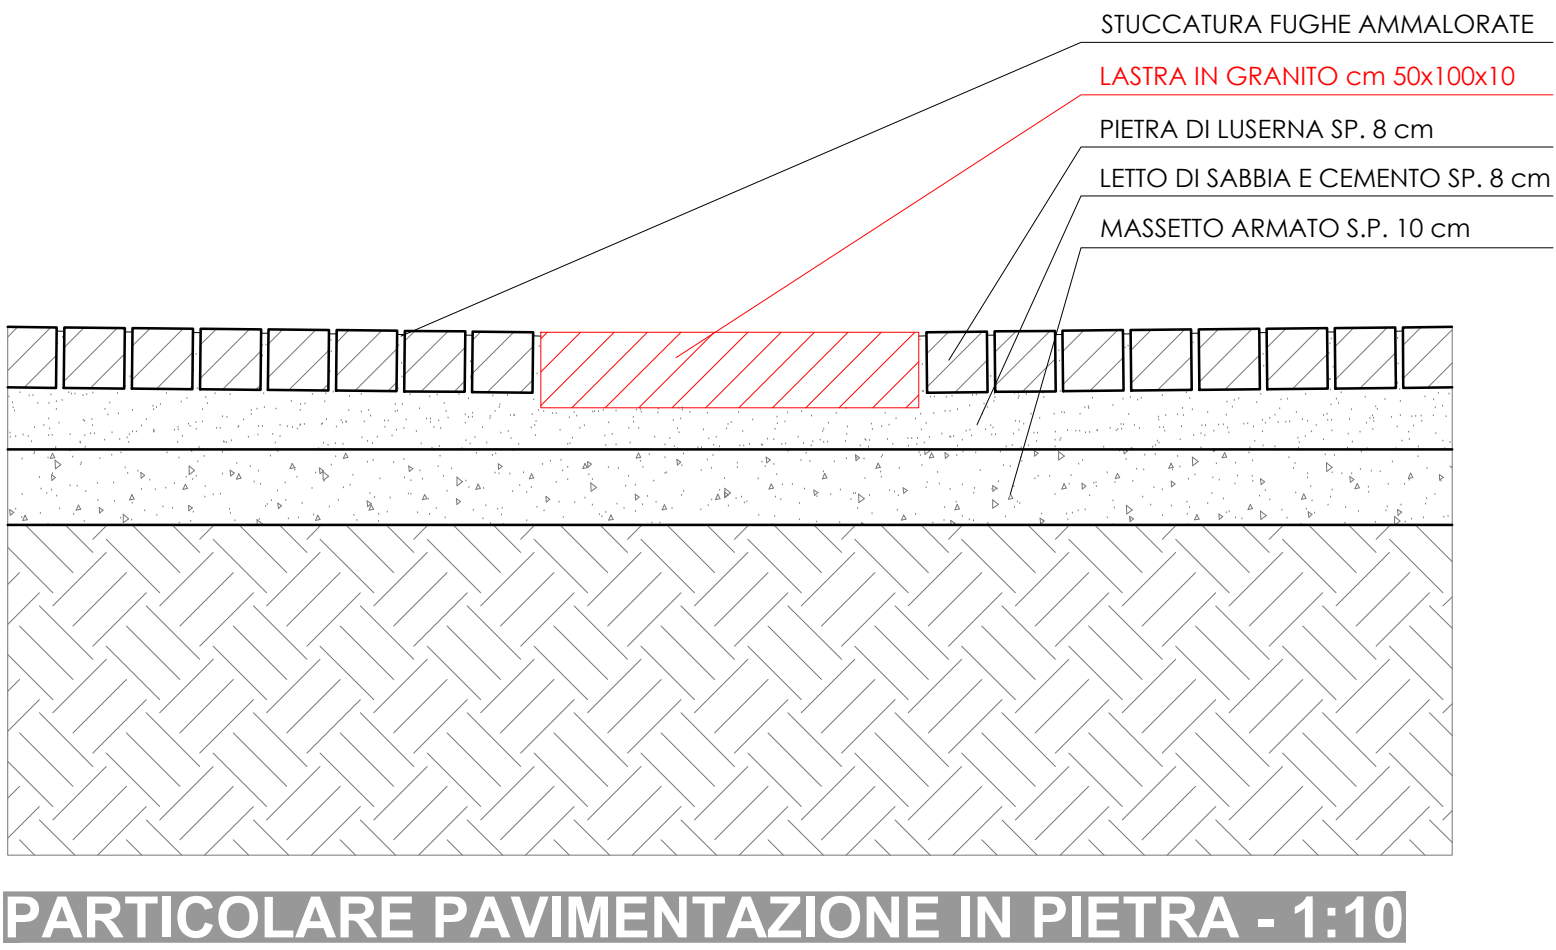 STUCCATURA FUGHE AMMALORATE
LASTRA IN GRANITO cm 50x100x10
PIETRA DI LUSERNA SP. 8 cm
LETTO DI SABBIA E CEMENTO SP. 8 cm
MASSETTO ARMATO S.P. 10 cm
PARTICOLARE PAVIMENTAZIONE IN PIETRA - 1:10